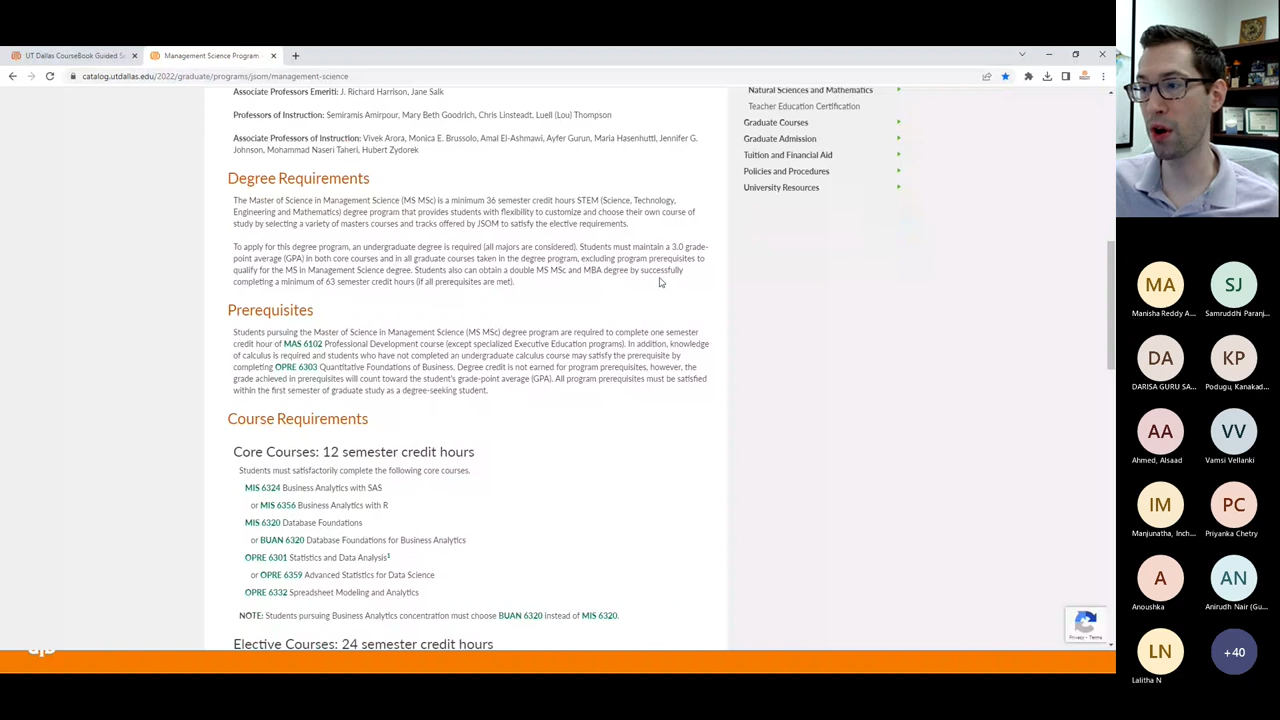 UT Dallas CourseBook Guided Se
Management Science Program -
catalog.utdallas.edu/2022/graduate/programs/jsom/management-science
Associate Professors Emeriti: J. Richard Harrison, Jane Salk
Professors of Instruction: Semiramis Amirpour, Mary Beth Goodrich, Chris Linsteadt, Luell (Lou) Thompson
Associate Professors of Instruction: Vivek Arora, Monica E. Brussolo, Amal El-Ashmawi, Ayfer Gurun, Maria Hasenhuttl, Jennifer G.
Johnson, Mohammad Naseri Taheri, Hubert Zydorek
Degree Requirements
The Master of Science in Management Science (MS MSc) is a minimum 36 semester credit hours STEM (Science, Technology,
Engineering and Mathematics) degree program that provides students with flexibility to customize and choose their own course of
study by selecting a variety of masters courses and tracks offered by JSOM to satisfy the elective requirements.
To apply for this degree program, an undergraduate degree is required (all majors are considered). Students must maintain a 3.0 grade-
point average (GPA) in both core courses and in all graduate courses taken in the degree program, excluding program prerequisites to
qualify for the MS in Management Science degree. Students also can obtain a double MS MSc and MBA degree by successfully
completing a minimum of 63 semester credit hours (if all prerequisites are met).
Prerequisites
Students pursuing the Master of Science in Management Science (MS MSc) degree program are required to complete one semester
credit hour of MAS 6102 Professional Development course (except specialized Executive Education programs). In addition, knowledge
of calculus is required and students who have not completed an undergraduate calculus course may satisfy the prerequisite by
completing OPRE 6303 Quantitative Foundations of Business. Degree credit is not earned for program prerequisites, however, the
grade achieved in prerequisites will count toward the student's grade-point average (GPA). All program prerequisites must be satisfied
within the first semester of graduate study as a degree-seeking student.
Course Requirements
Core Courses: 12 semester credit hours
Students must satisfactorily complete the following core courses.
MIS 6324 Business Analytics with SAS
or MIS 6356 Business Analytics with R
MIS 6320 Database Foundations
or BUAN 6320 Database Foundations for Business Analytics
OPRE 6301 Statistics and Data Analysis1
or OPRE 6359 Advanced Statistics for Data Science
OPRE 6332 Spreadsheet Modeling and Analytics
NOTE: Students pursuing Business Analytics concentration must choose BUAN 6320 instead of MIS 6320.
Elective Courses: 24 semester credit hours
Natural Sciences and Mathematics
Teacher Education Certification
Graduate Courses
Graduate Admission
Tuition and Financial Aid
Policies and Procedures
University Resources
Privacy - Terms
MA
Manisha Reddy A...
SJ
Samruddhi Paranj...
DA
DARISA GURU SA...
KP
Podugu, Kanakad...
AA
Ahmed, Alsaad
VV
Vamsi Vellanki
IM
Manjunatha, Inch...
PC
Priyanka Chetry
A
Anoushka
AN
Anirudh Nair (Gu...
LN
Lalitha N
+40